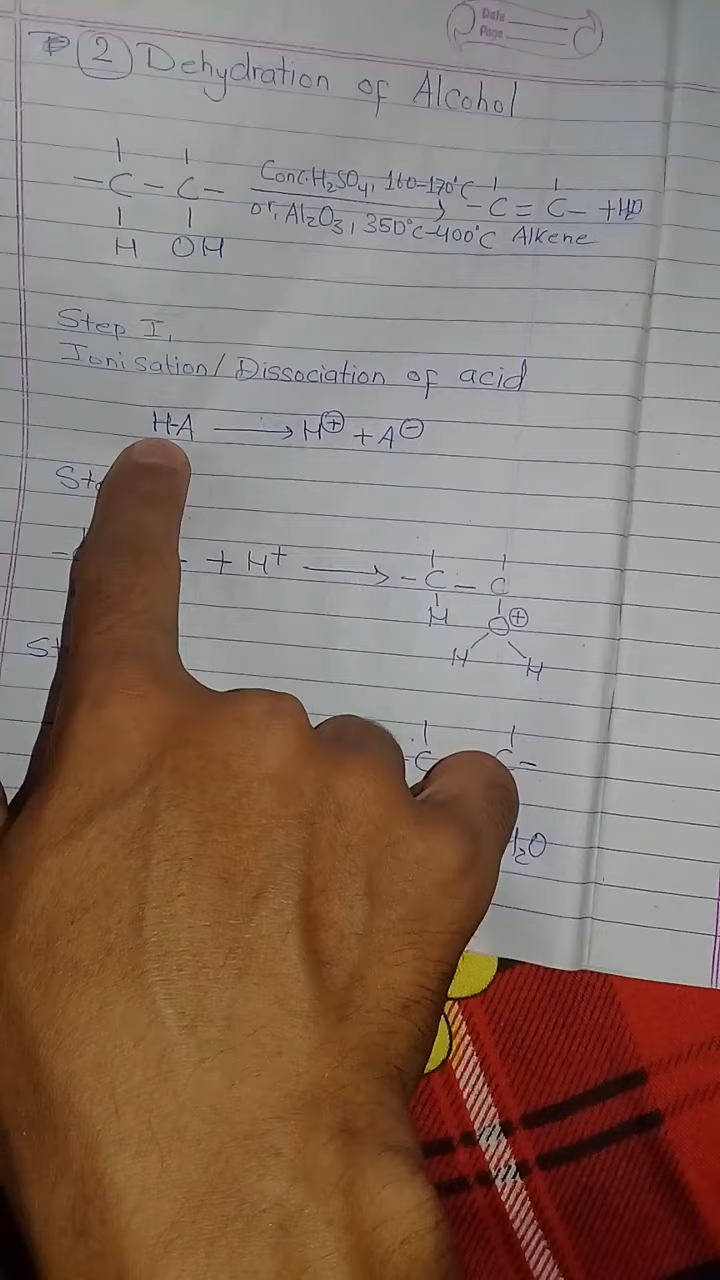 Date
Page
② Dehydration of Alcohol
-C-C- Conc.H₂SO₄, 160-170°C -C=C- +H₂O
or, Al₂O₃, 350°C-400°C Alkene
H OH
Step I,
Ionisation/Dissociation of acid
H-A ⟶ H⊕ + A⊖
+ H⁺ ⟶ -C-C
H O⊕
H H
C C-
H₂O